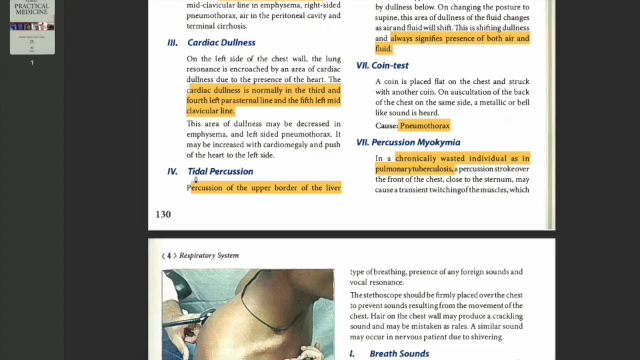 PRACTICAL
MEDICINE
1
mid-clavicular line in emphysema, right-sided
pneumothorax, air in the peritoneal cavity and
terminal cirrhosis.
III. Cardiac Dullness
On the left side of the chest wall, the lung
resonance is encroached by an area of cardiac
dullness due to the presence of the heart. The
cardiac dullness is normally in the third and
fourth left parasternal line and the fifth left mid
clavicular line.
This area of dullness may be decreased in
emphysema, and left sided pneumothorax. It
may be increased with cardiomegaly and push
of the heart to the left side.
IV. Tidal Percussion
Percussion of the upper border of the liver
130
by dullness below. On changing the posture to
supine, this area of dullness of the fluid changes
as air and fluid will shift. This is shifting dullness
and always signifies presence of both air and
fluid.
VII. Coin-test
A coin is placed flat on the chest and struck
with another coin. On auscultation of the back
of the chest on the same side, a metallic or bell
like sound is heard.
Cause: Pneumothorax
VII. Percussion Myokymia
In a chronically wasted individual as in
pulmonary tuberculosis, a percussion stroke over
the front of the chest, close to the sternum, may
cause a transient twitching of the muscles, which
⟨ 4 ⟩ Respiratory System
type of breathing, presence of any foreign sounds and
vocal resonance.
The stethoscope should be firmly placed over the chest
to prevent sounds resulting from the movement of the
chest. Hair on the chest wall may produce a crackling
sound and may be mistaken as rales. A similar sound
may occur in nervous patient due to shivering.
I. Breath Sounds